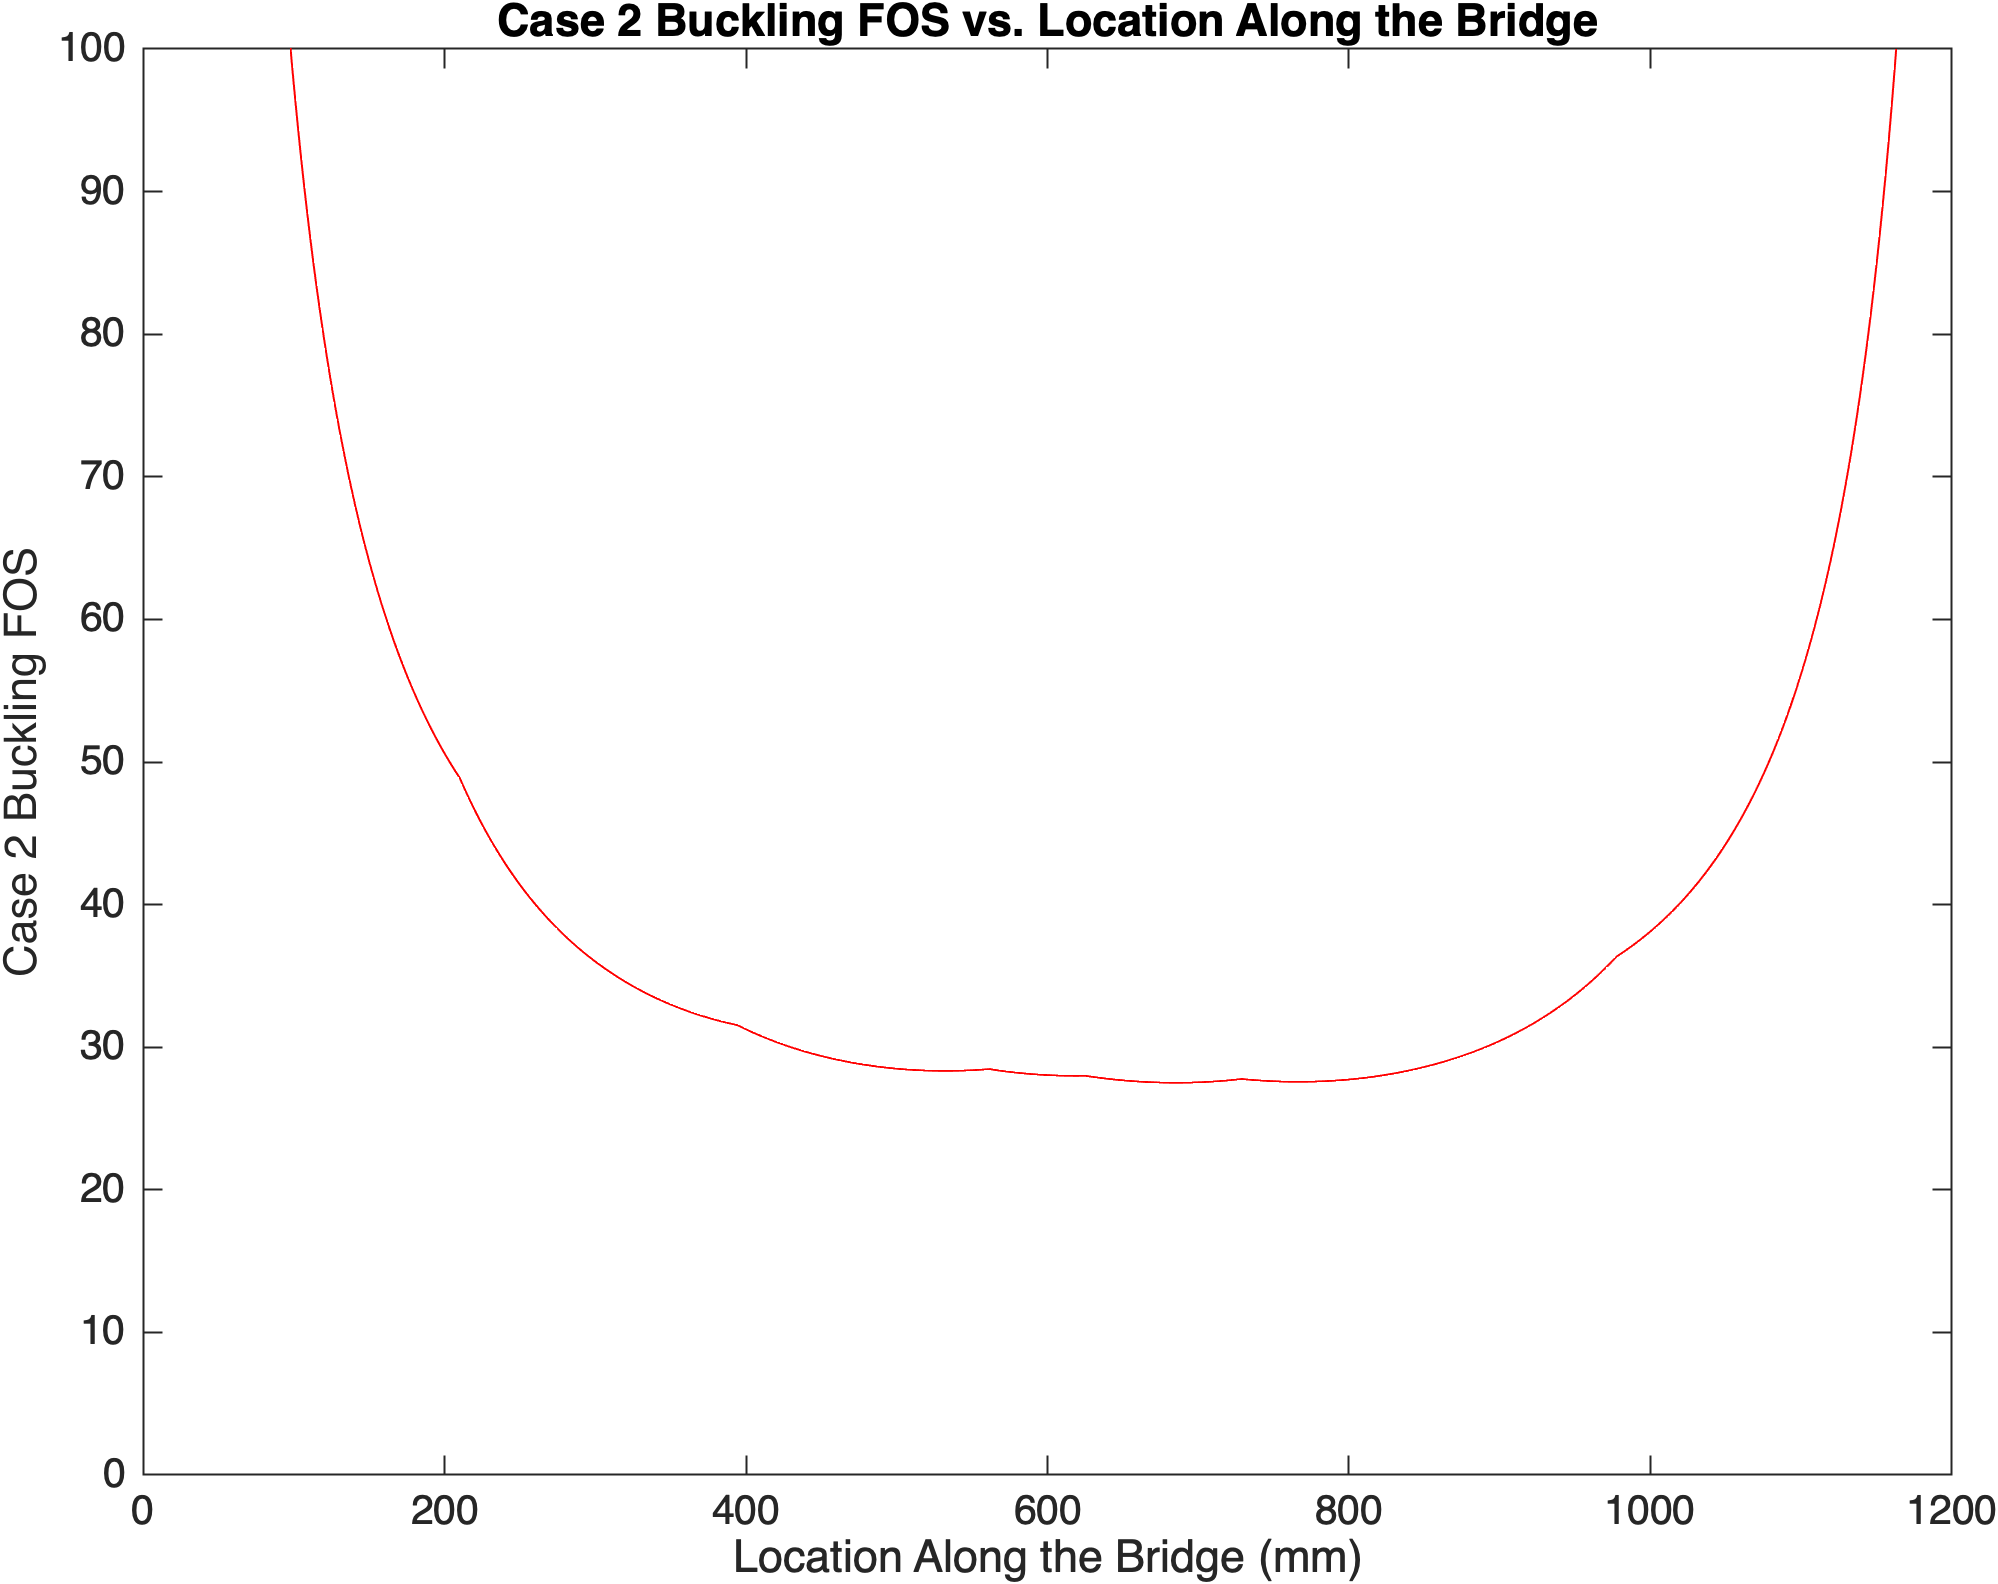 Case 2 Buckling FOS vs. Location Along the Bridge
100
90
80
70
60
50
40
30
20
10
0
Case 2 Buckling FOS
0 200 400 600 800 1000 1200
Location Along the Bridge (mm)